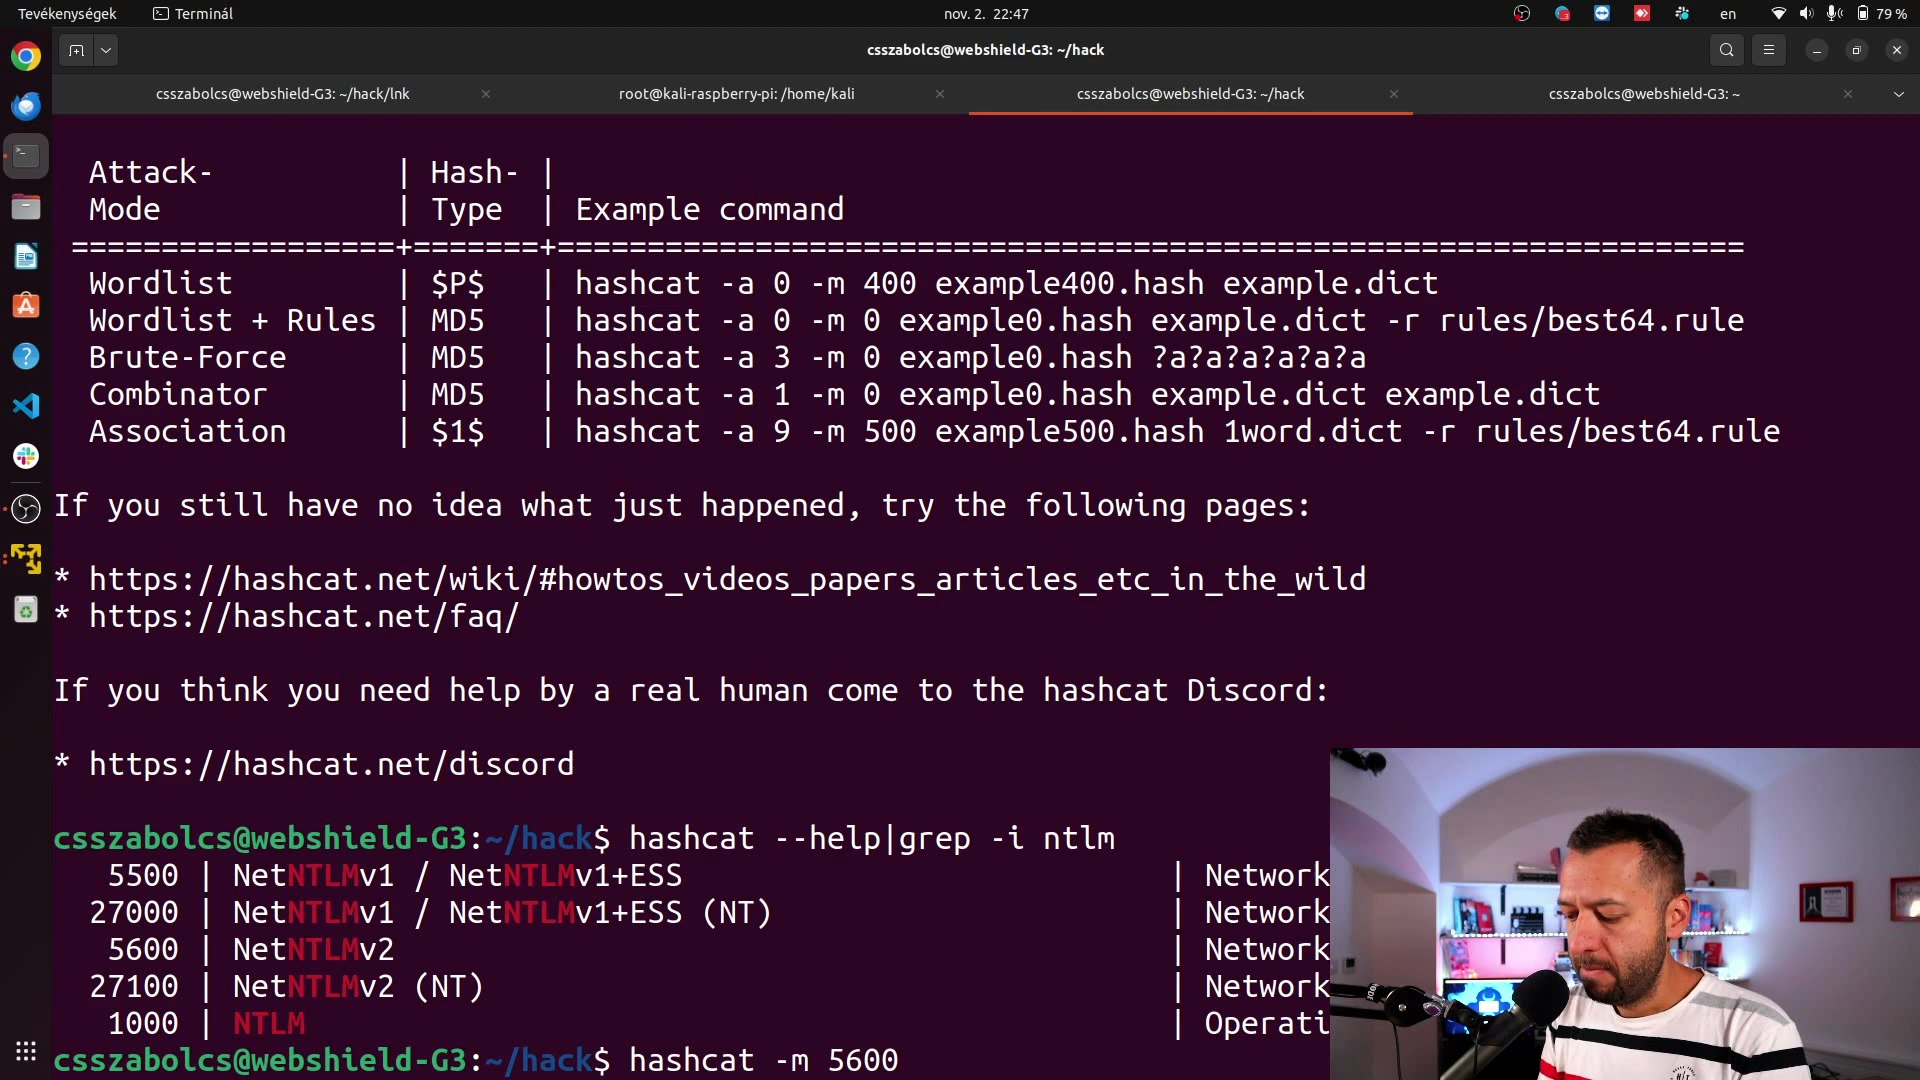 Tevékenységek
Terminál
nov. 2. 22:47
en
79 %
csszabolcs@webshield-G3: ~/hack
csszabolcs@webshield-G3: ~/hack/lnk
root@kali-raspberry-pi: /home/kali
csszabolcs@webshield-G3: ~/hack
csszabolcs@webshield-G3: ~
Attack- | Hash- |
Mode | Type | Example command
==================+=======+==================================================================
Wordlist | $P$ | hashcat -a 0 -m 400 example400.hash example.dict
Wordlist + Rules | MD5 | hashcat -a 0 -m 0 example0.hash example.dict -r rules/best64.rule
Brute-Force | MD5 | hashcat -a 3 -m 0 example0.hash ?a?a?a?a?a?a
Combinator | MD5 | hashcat -a 1 -m 0 example0.hash example.dict example.dict
Association | $1$ | hashcat -a 9 -m 500 example500.hash 1word.dict -r rules/best64.rule
If you still have no idea what just happened, try the following pages:
* https://hashcat.net/wiki/#howtos_videos_papers_articles_etc_in_the_wild
* https://hashcat.net/faq/
If you think you need help by a real human come to the hashcat Discord:
* https://hashcat.net/discord
csszabolcs@webshield-G3:~/hack$ hashcat --help|grep -i ntlm
5500 | NetNTLMv1 / NetNTLMv1+ESS | Network
27000 | NetNTLMv1 / NetNTLMv1+ESS (NT) | Network
5600 | NetNTLMv2 | Network
27100 | NetNTLMv2 (NT) | Network
1000 | NTLM | Operati
csszabolcs@webshield-G3:~/hack$ hashcat -m 5600